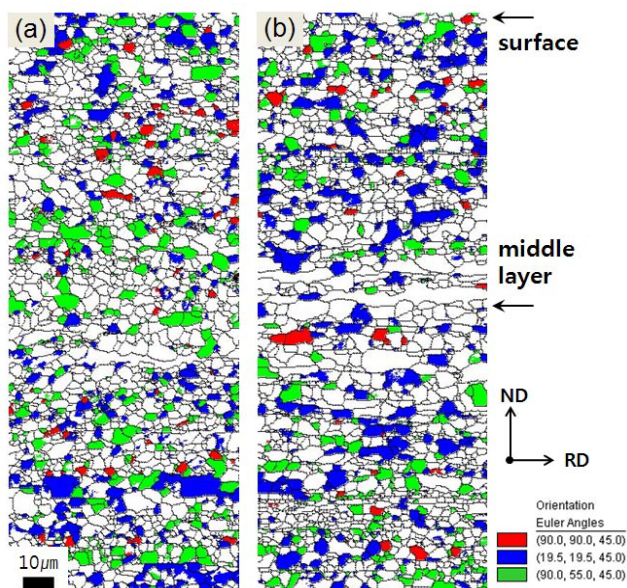 (a)
(b)
surface
middle
layer
ND
RD
10μm
Orientation
Euler Angles
(90.0, 90.0, 45.0)
(19.5, 19.5, 45.0)
(90.0, 55.0, 45.0)